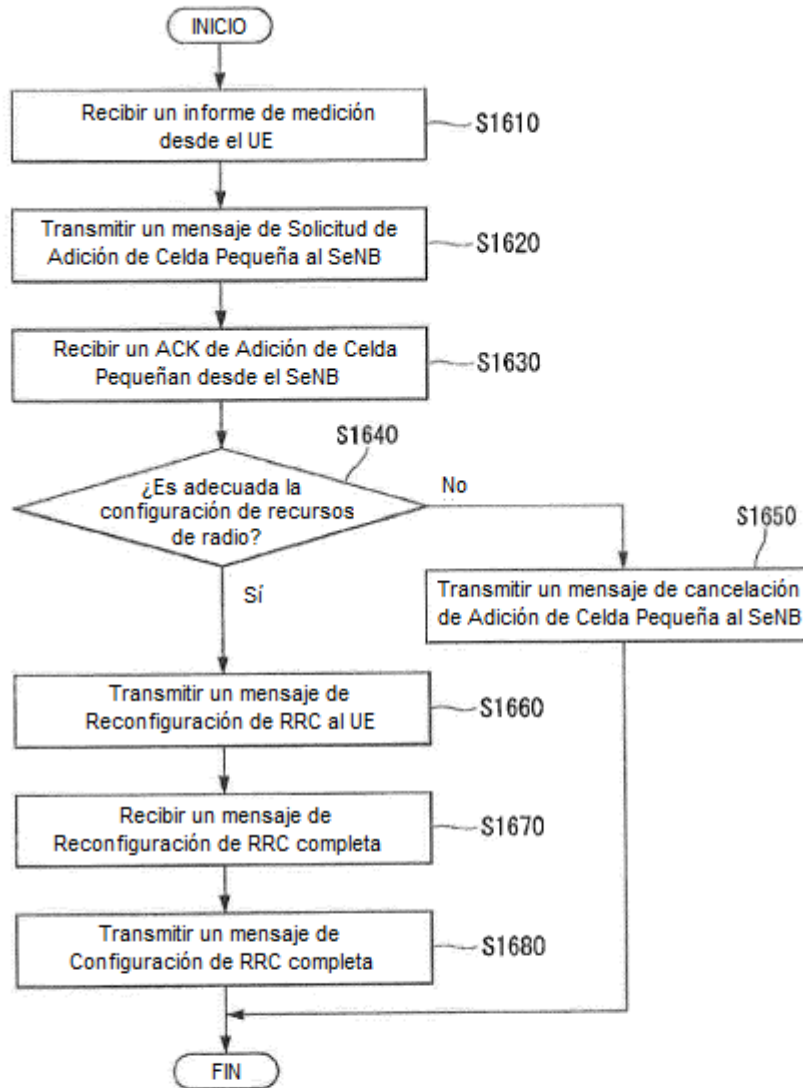 INICIO
Recibir un informe de medición
desde el UE
S1610
Transmitir un mensaje de Solicitud de
Adición de Celda Pequeña al SeNB
S1620
Recibir un ACK de Adición de Celda
Pequeñan desde el SeNB
S1630
S1640
¿Es adecuada la
configuración de recursos
de radio?
No
Sí
S1650
Transmitir un mensaje de cancelación
de Adición de Celda Pequeña al SeNB
Transmitir un mensaje de
Reconfiguración de RRC al UE
S1660
Recibir un mensaje de
Reconfiguración de RRC completa
S1670
Transmitir un mensaje de
Configuración de RRC completa
S1680
FIN